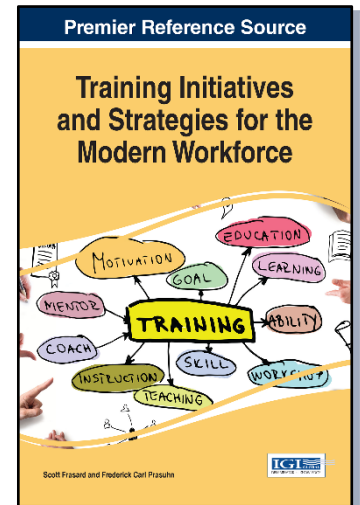 Premier Reference Source
Training Initiatives
and Strategies for the
Modern Workforce
EDUCATION
MOTIVATION
GOAL
LEARNING
MENTOR
TRAINING
ABILITY
COACH
SKILL
INSTRUCTION
WORKSHOP
TEACHING
Scott Frasard and Frederick Carl Prasuhn
IGI